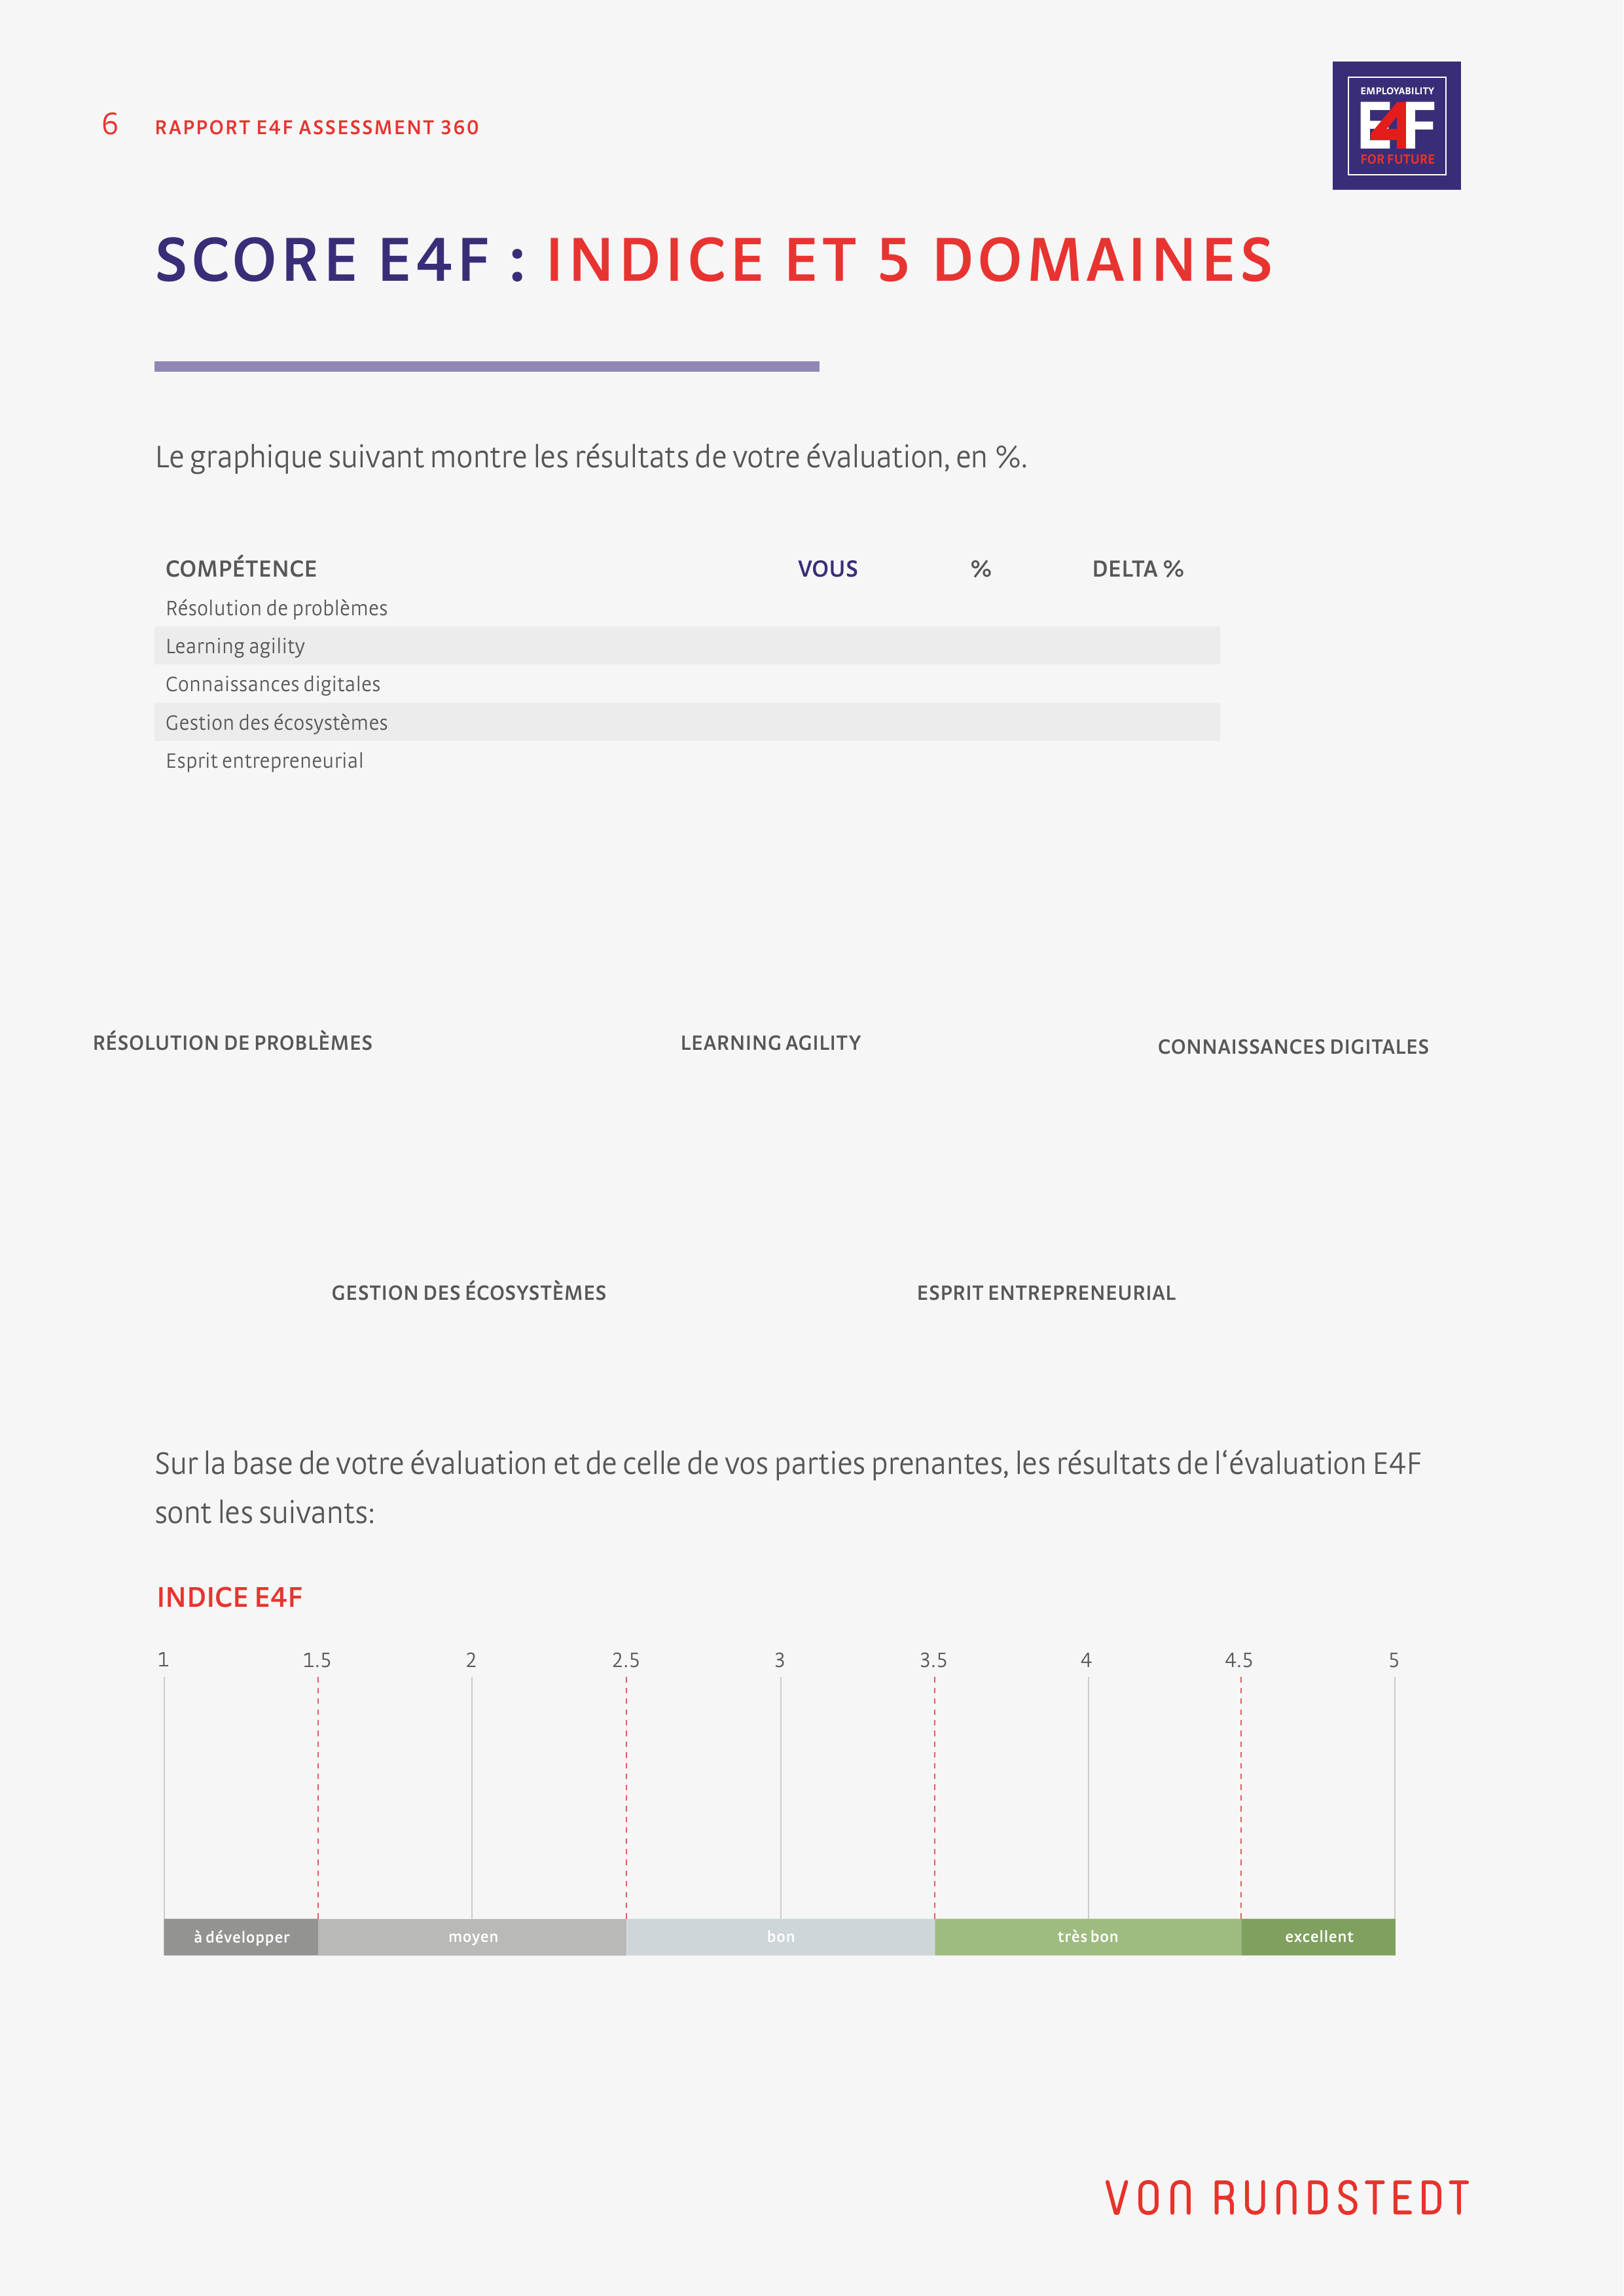 6 RAPPORT E4F ASSESSMENT 360
EMPLOYABILITY
E4F
FOR FUTURE
SCORE E4F : INDICE ET 5 DOMAINES
Le graphique suivant montre les résultats de votre évaluation, en %.
COMPÉTENCE VOUS % DELTA %
Résolution de problèmes
Learning agility
Connaissances digitales
Gestion des écosystèmes
Esprit entrepreneurial
RÉSOLUTION DE PROBLÈMES LEARNING AGILITY CONNAISSANCES DIGITALES
GESTION DES ÉCOSYSTÈMES ESPRIT ENTREPRENEURIAL
Sur la base de votre évaluation et de celle de vos parties prenantes, les résultats de l‘évaluation E4F
sont les suivants:
INDICE E4F
1 1.5 2 2.5 3 3.5 4 4.5 5
à développer moyen bon très bon excellent
VON RUNDSTEDT